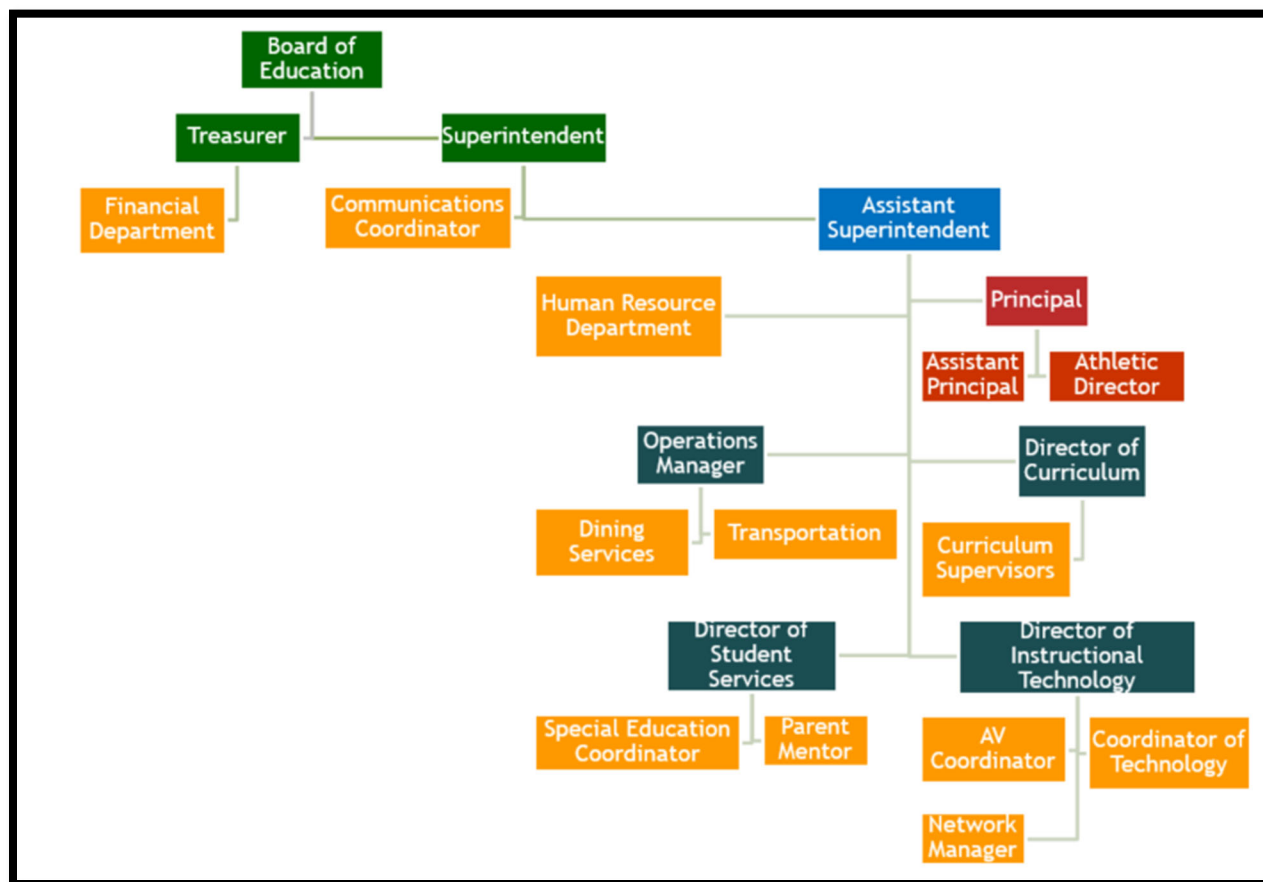 Board of
Education
Treasurer
Superintendent
Financial
Department
Communications
Coordinator
Assistant
Superintendent
Human Resource
Department
Principal
Assistant
Principal
Athletic
Director
Operations
Manager
Director of
Curriculum
Dining
Services
Transportation
Curriculum
Supervisors
Director of
Student
Services
Director of
Instructional
Technology
Special Education
Coordinator
Parent
Mentor
AV
Coordinator
Coordinator of
Technology
Network
Manager